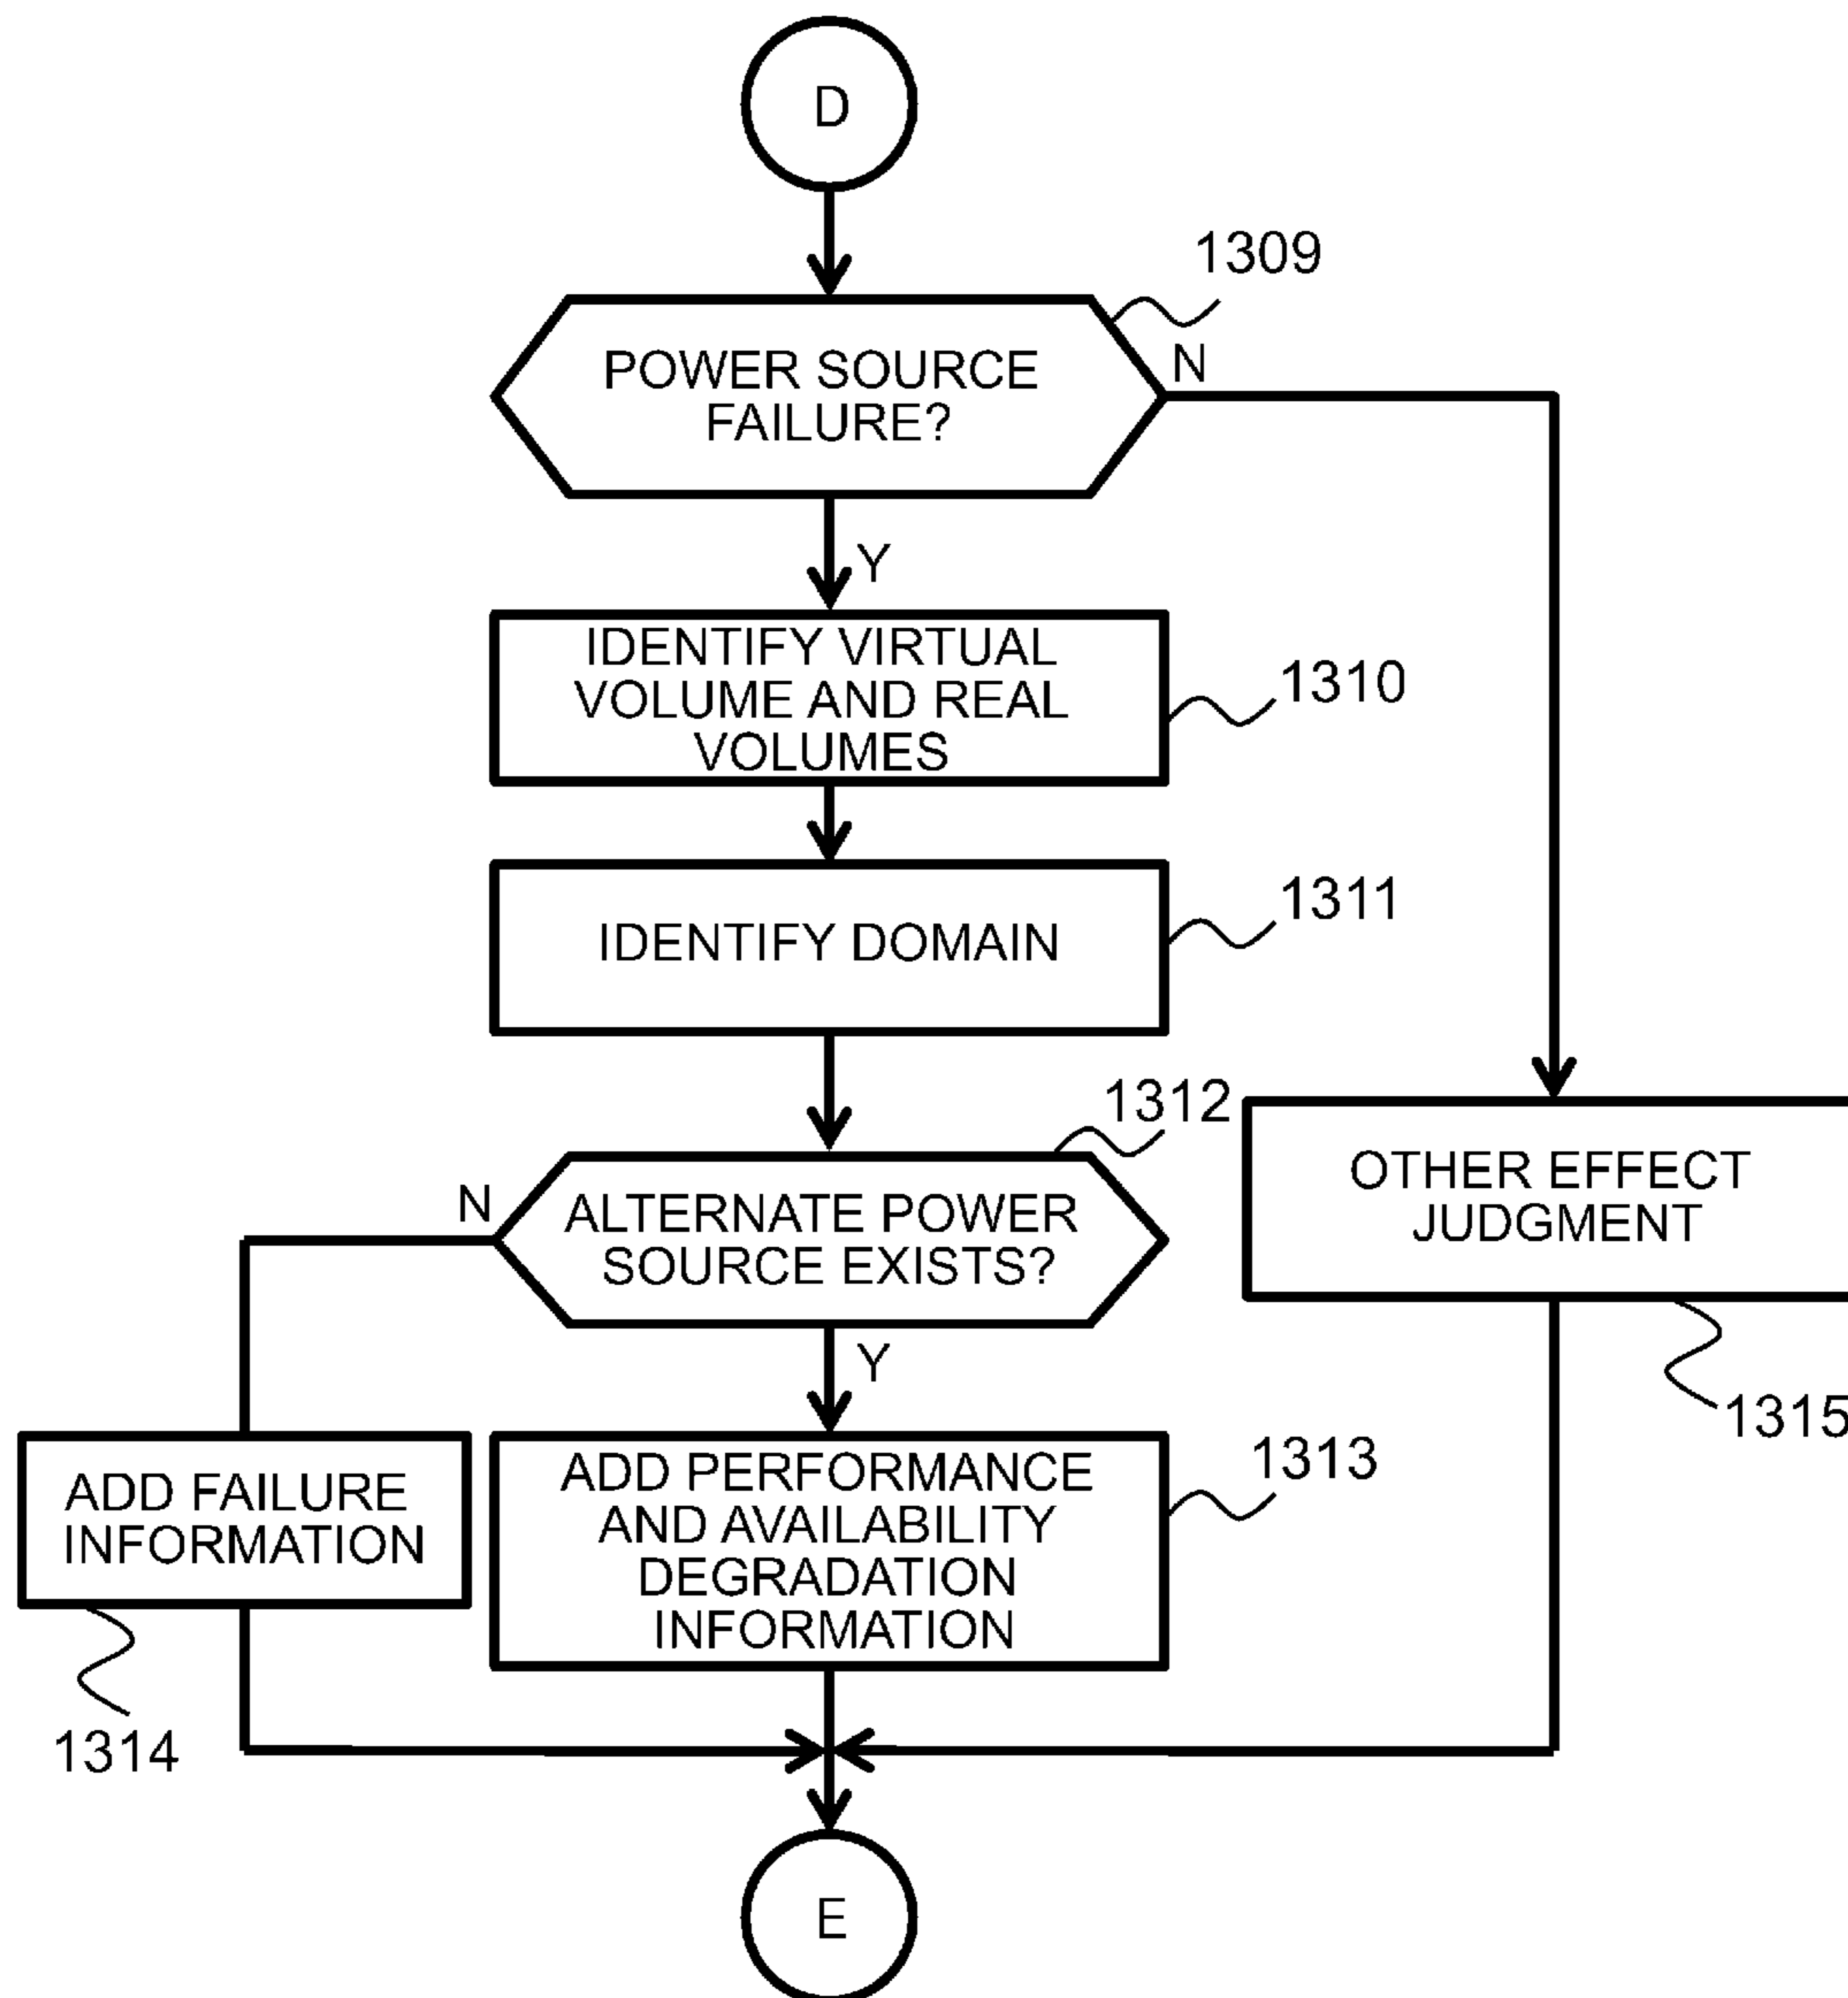 D
1309
POWER SOURCE
FAILURE?
N
Y
IDENTIFY VIRTUAL
VOLUME AND REAL
VOLUMES
1310
IDENTIFY DOMAIN
1311
1312
N
ALTERNATE POWER
SOURCE EXISTS?
OTHER EFFECT
JUDGMENT
Y
1315
ADD FAILURE
INFORMATION
ADD PERFORMANCE
AND AVAILABILITY
DEGRADATION
INFORMATION
1313
1314
E